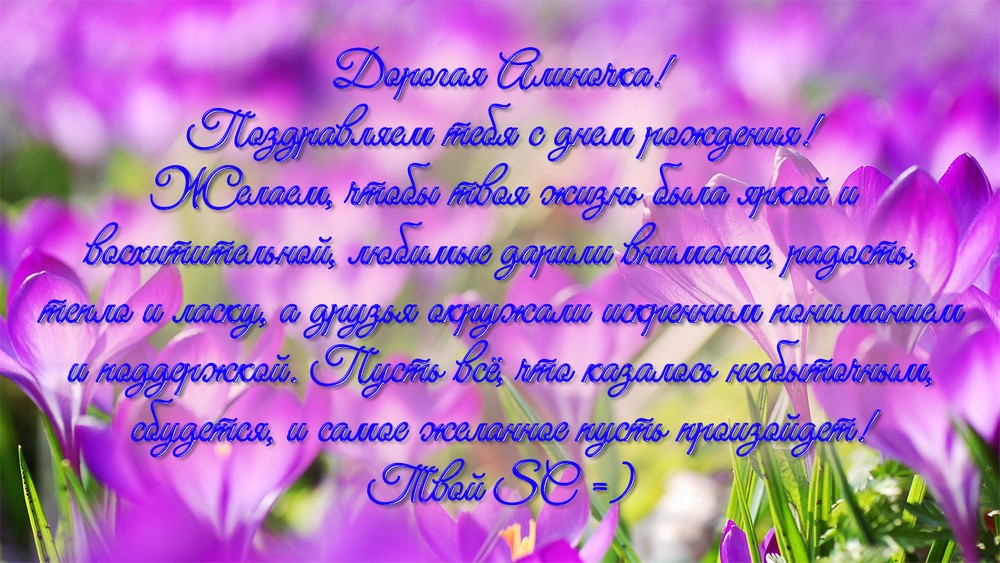 Дорогая Алиночка!
Поздравляем тебя с днем рождения!
Желаем, чтобы твоя жизнь была яркой и
восхитительной, любимые дарили внимание, радость,
тепло и ласку, а друзья окружали искренним пониманием
и поддержкой. Пусть всё, что казалось несбыточным,
сбудется, и самое желанное пусть произойдет!
Твой SC =)